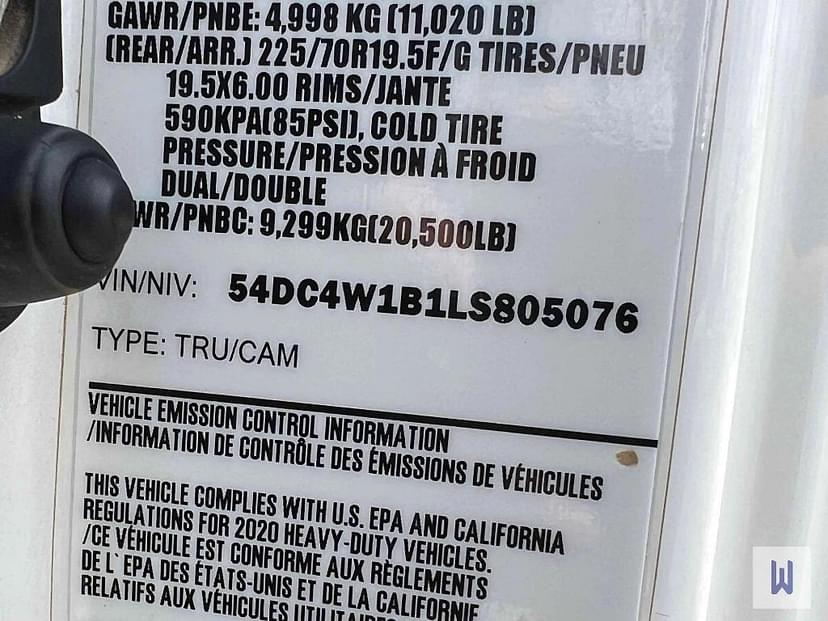 GAWR/PNBE: 4,998 KG (11,020 LB)
(REAR/ARR.) 225/70R19.5F/G TIRES/PNEU
19.5X6.00 RIMS/JANTE
590KPA(85PSI), COLD TIRE
PRESSURE/PRESSION À FROID
DUAL/DOUBLE
WR/PNBC: 9,299KG(20,500LB)
VIN/NIV: 54DC4W1B1LS805076
TYPE: TRU/CAM
VEHICLE EMISSION CONTROL INFORMATION
/INFORMATION DE CONTRÔLE DES ÉMISSIONS DE VÉHICULES
THIS VEHICLE COMPLIES WITH U.S. EPA AND CALIFORNIA
REGULATIONS FOR 2020 HEAVY-DUTY VEHICLES.
/CE VÉHICULE EST CONFORME AUX RÈGLEMENTS
DE L`EPA DES ÉTATS-UNIS ET DE LA CALIFORNIE
RELATIFS AUX VÉHICULES UTILITAIRES
W